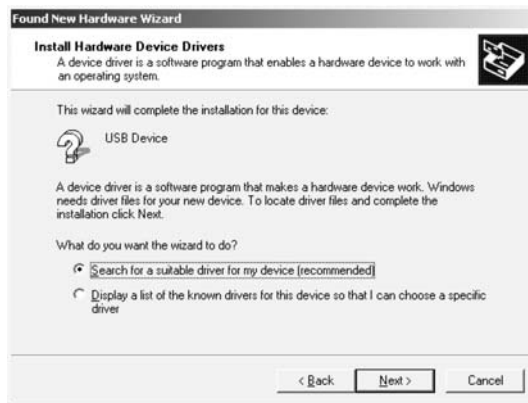 Found New Hardware Wizard
Install Hardware Device Drivers
A device driver is a software program that enables a hardware device to work with
an operating system.
This wizard will complete the installation for this device:
USB Device
A device driver is a software program that makes a hardware device work. Windows
needs driver files for your new device. To locate driver files and complete the
installation click Next.
What do you want the wizard to do?
Search for a suitable driver for my device (recommended)
Display a list of the known drivers for this device so that I can choose a specific
driver
< Back
Next >
Cancel